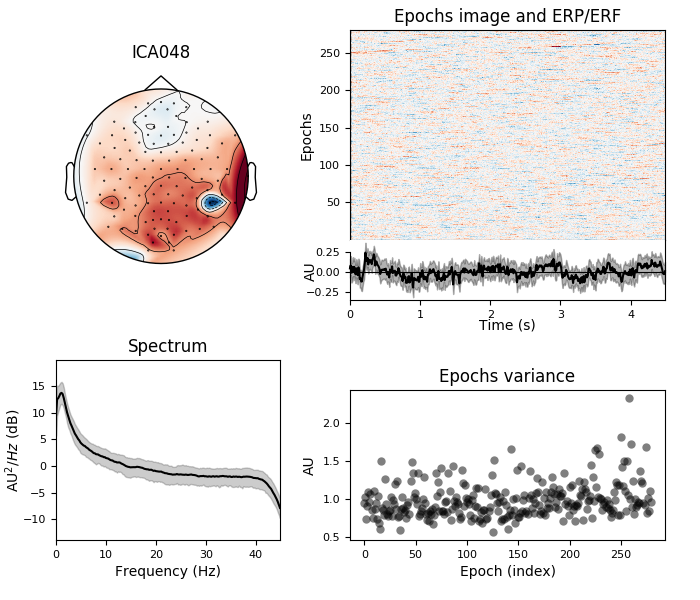 ICA048
Epochs image and ERP/ERF
Epochs
250
200
150
100
50
AU
0.25
0.00
−0.25
0 1 2 3 4
Time (s)
Spectrum
AU²/Hz (dB)
15
10
5
0
−5
−10
0 10 20 30 40
Frequency (Hz)
Epochs variance
AU
2.0
1.5
1.0
0.5
0 50 100 150 200 250
Epoch (index)